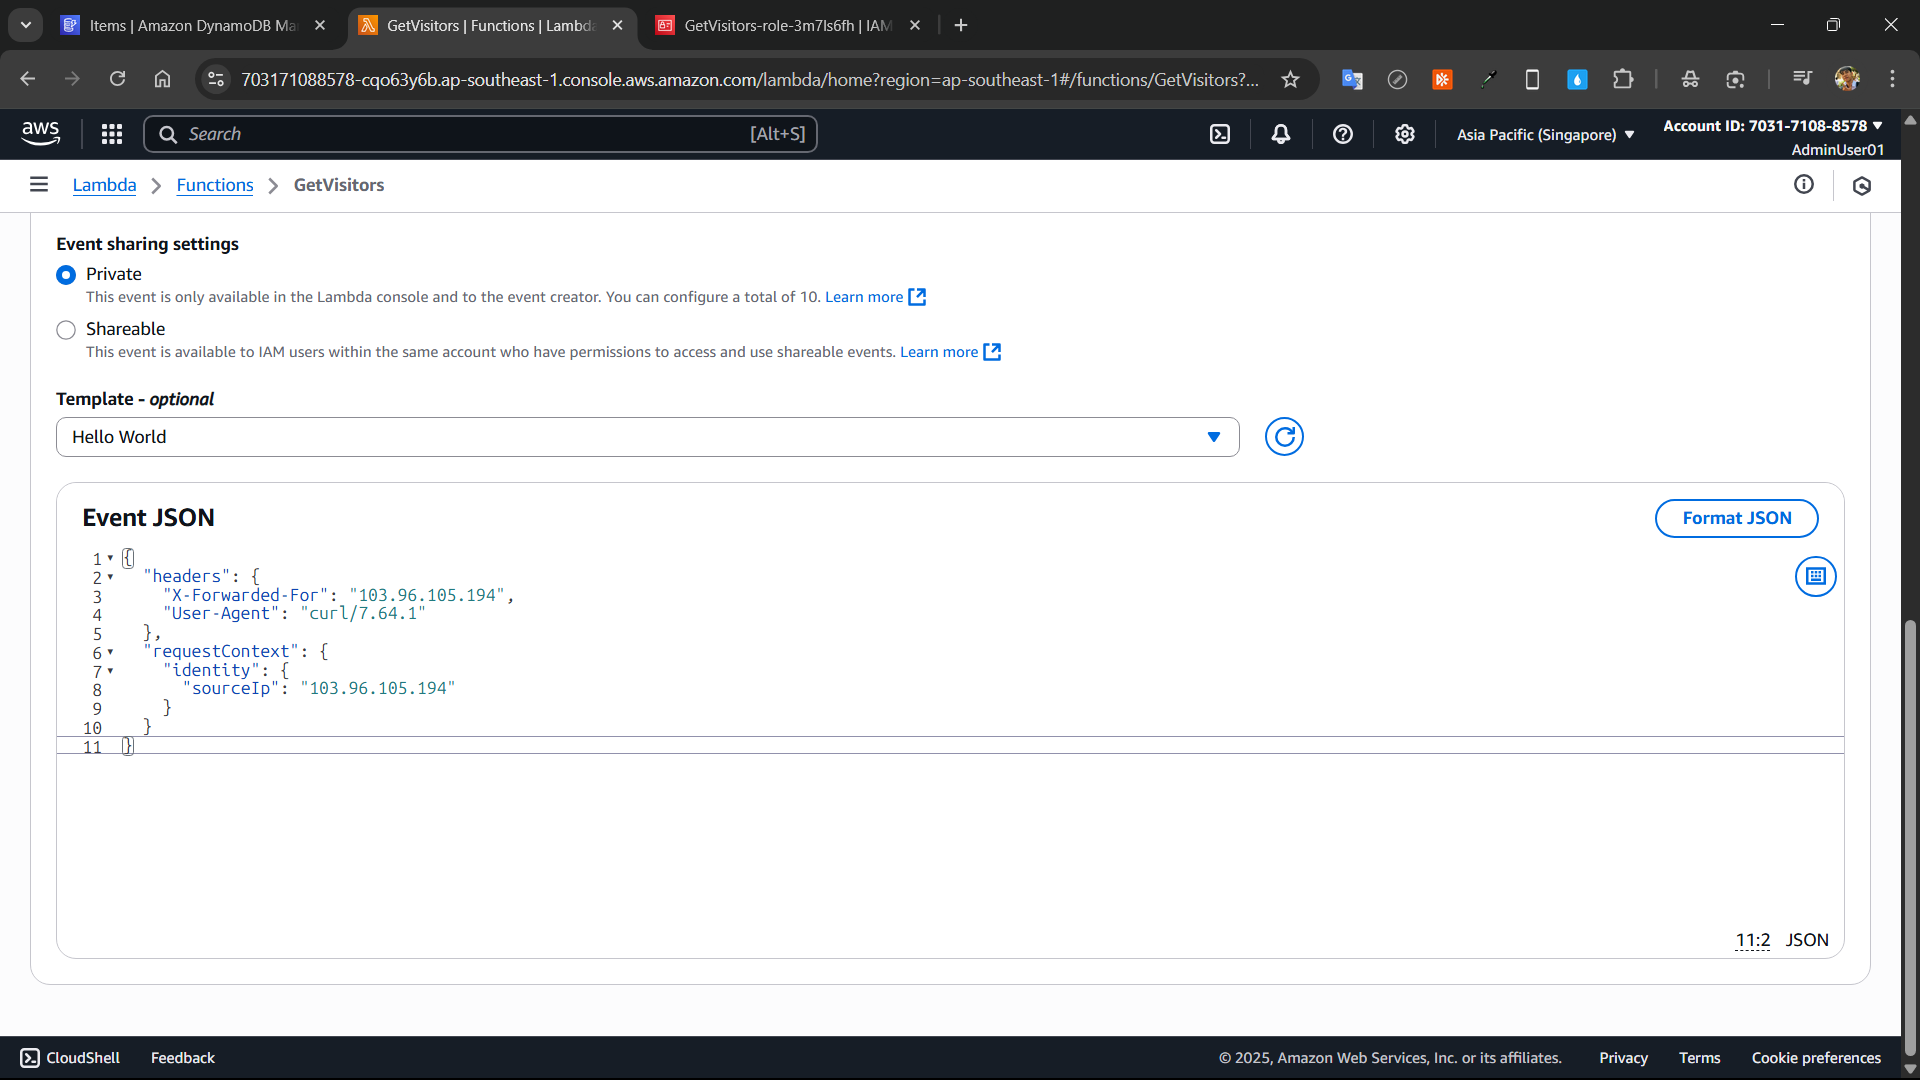 Items | Amazon DynamoDB Ma
GetVisitors | Functions | Lambda
GetVisitors-role-3m7ls6fh | IAM
703171088578-cqo63y6b.ap-southeast-1.console.aws.amazon.com/lambda/home?region=ap-southeast-1#/functions/GetVisitors?...
aws
Search
[Alt+S]
Asia Pacific (Singapore)
Account ID: 7031-7108-8578
AdminUser01
Lambda
Functions
GetVisitors
Event sharing settings
Private
This event is only available in the Lambda console and to the event creator. You can configure a total of 10. Learn more
Shareable
This event is available to IAM users within the same account who have permissions to access and use shareable events. Learn more
Template - optional
Hello World
Event JSON
Format JSON
1 {
2 "headers": {
3 "X-Forwarded-For": "103.96.105.194",
4 "User-Agent": "curl/7.64.1"
5 },
6 "requestContext": {
7 "identity": {
8 "sourceIp": "103.96.105.194"
9 }
10 }
11 }
11:2 JSON
CloudShell
Feedback
© 2025, Amazon Web Services, Inc. or its affiliates.
Privacy
Terms
Cookie preferences